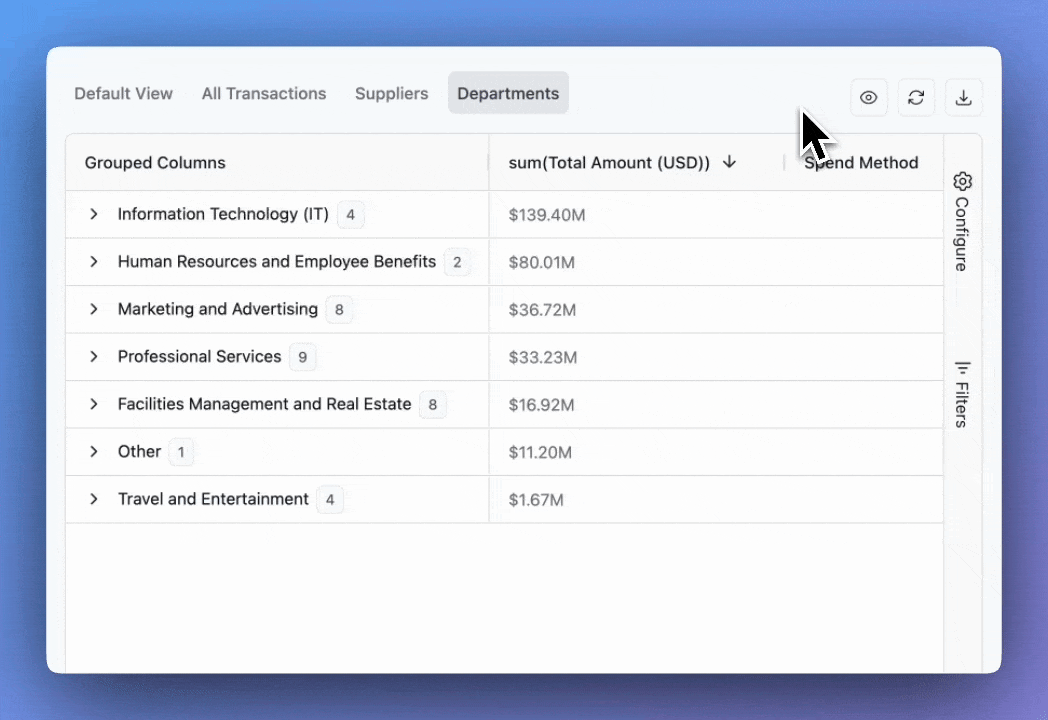 Default View All Transactions Suppliers Departments
Grouped Columns sum(Total Amount (USD)) Spend Method
Information Technology (IT) 4 $139.40M
Human Resources and Employee Benefits 2 $80.01M
Marketing and Advertising 8 $36.72M
Professional Services 9 $33.23M
Facilities Management and Real Estate 8 $16.92M
Other 1 $11.20M
Travel and Entertainment 4 $1.67M
Configure
Filters